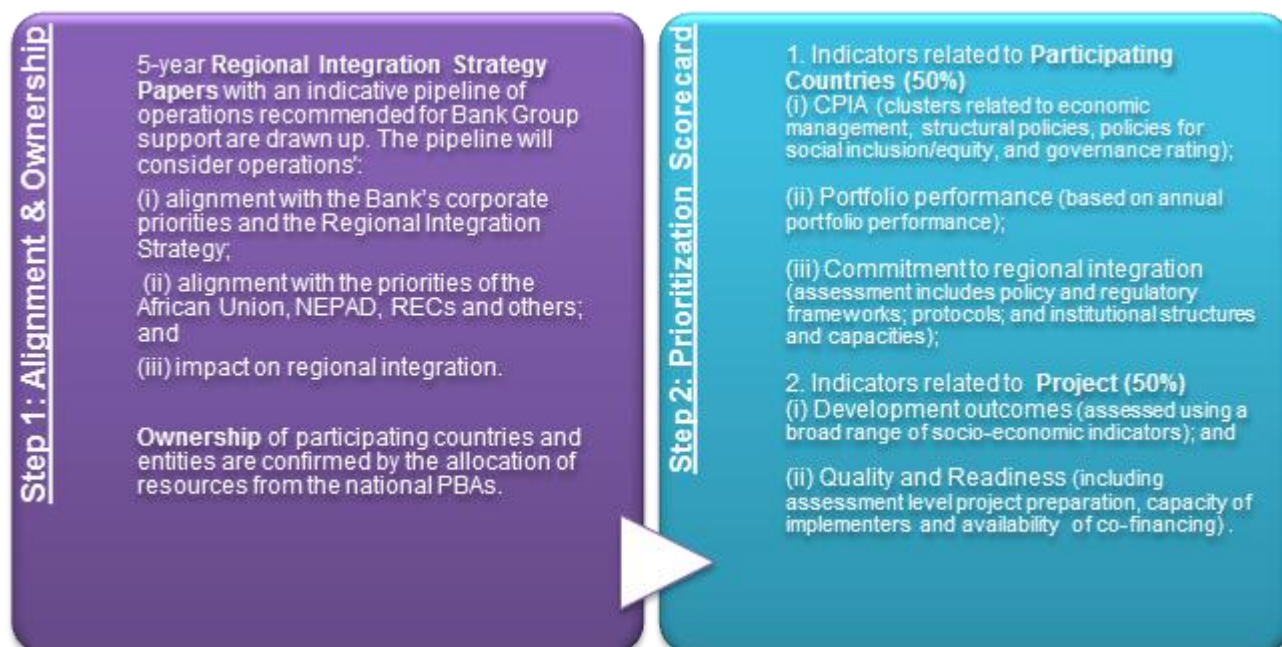 Step 1: Alignment & Ownership
5-year Regional Integration Strategy
Papers with an indicative pipeline of
operations recommended for Bank Group
support are drawn up. The pipeline will
consider operations':
(i) alignment with the Bank's corporate
priorities and the Regional Integration
Strategy;
(ii) alignment with the priorities of the
African Union, NEPAD, RECs and others;
and
(iii) impact on regional integration.
Ownership of participating countries and
entities are confirmed by the allocation of
resources from the national PBAs.
Step 2: Prioritization Scorecard
1. Indicators related to Participating
Countries (50%)
(i) CPIA (clusters related to economic
management, structural policies, policies for
social inclusion/equity, and governance rating);
(ii) Portfolio performance (based on annual
portfolio performance);
(iii) Commitment to regional integration
(assessment includes policy and regulatory
frameworks; protocols; and institutional structures
and capacities);
2. Indicators related to Project (50%)
(i) Development outcomes (assessed using a
broad range of socio-economic indicators); and
(ii) Quality and Readiness (including
assessment level project preparation, capacity of
implementers and availability of co-financing) .